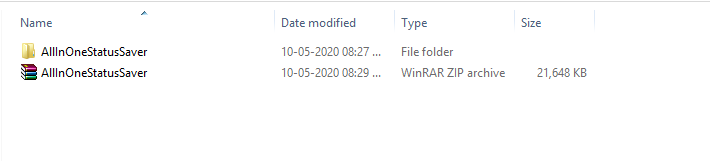 Name Date modified Type Size
AllInOneStatusSaver 10-05-2020 08:27 ... File folder
AllInOneStatusSaver 10-05-2020 08:29 ... WinRAR ZIP archive 21,648 KB